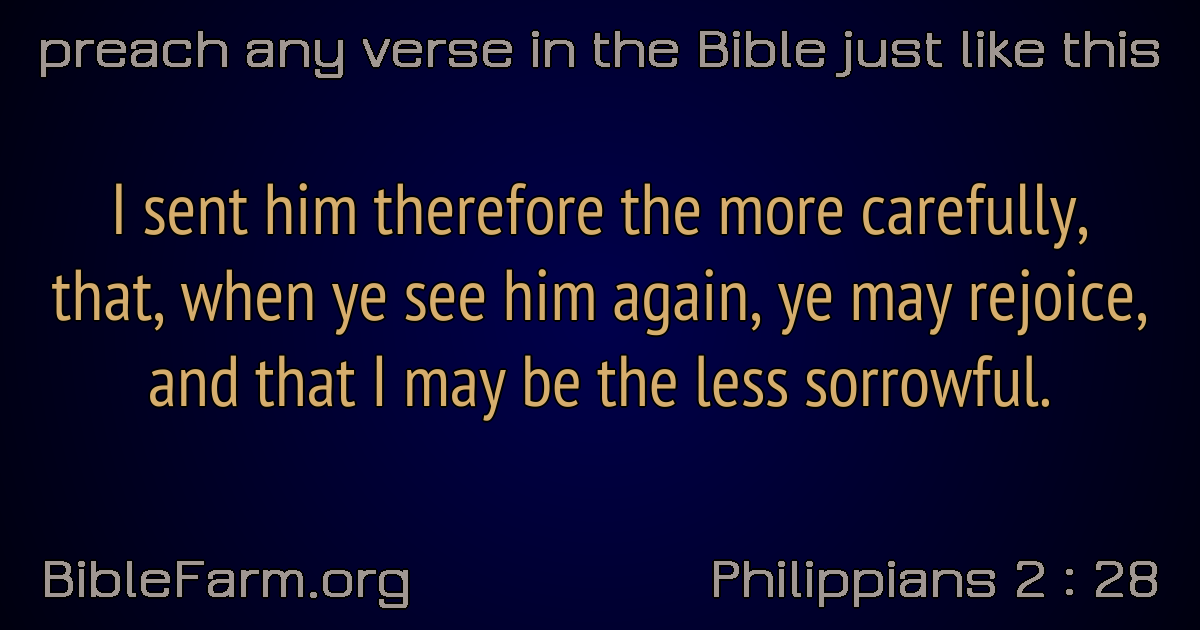 preach any verse in the Bible just like this
I sent him therefore the more carefully,
that, when ye see him again, ye may rejoice,
and that I may be the less sorrowful.
BibleFarm.org
Philippians 2 : 28